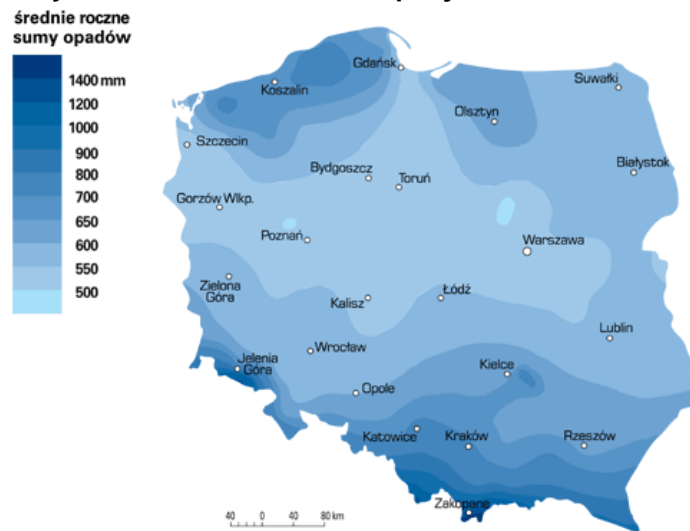 średnie roczne
sumy opadów
1400 mm
1200
1000
900
800
700
650
600
550
500
Gdańsk
Koszalin
Suwałki
Olsztyn
Szczecin
Białystok
Bydgoszcz
Toruń
Gorzów Wlkp.
Poznań
Warszawa
Zielona
Góra
Kalisz
Łódź
Lublin
Wrocław
Jelenia
Góra
Kielce
Opole
Katowice
Kraków
Rzeszów
Zakopane
40 0 40 80 km